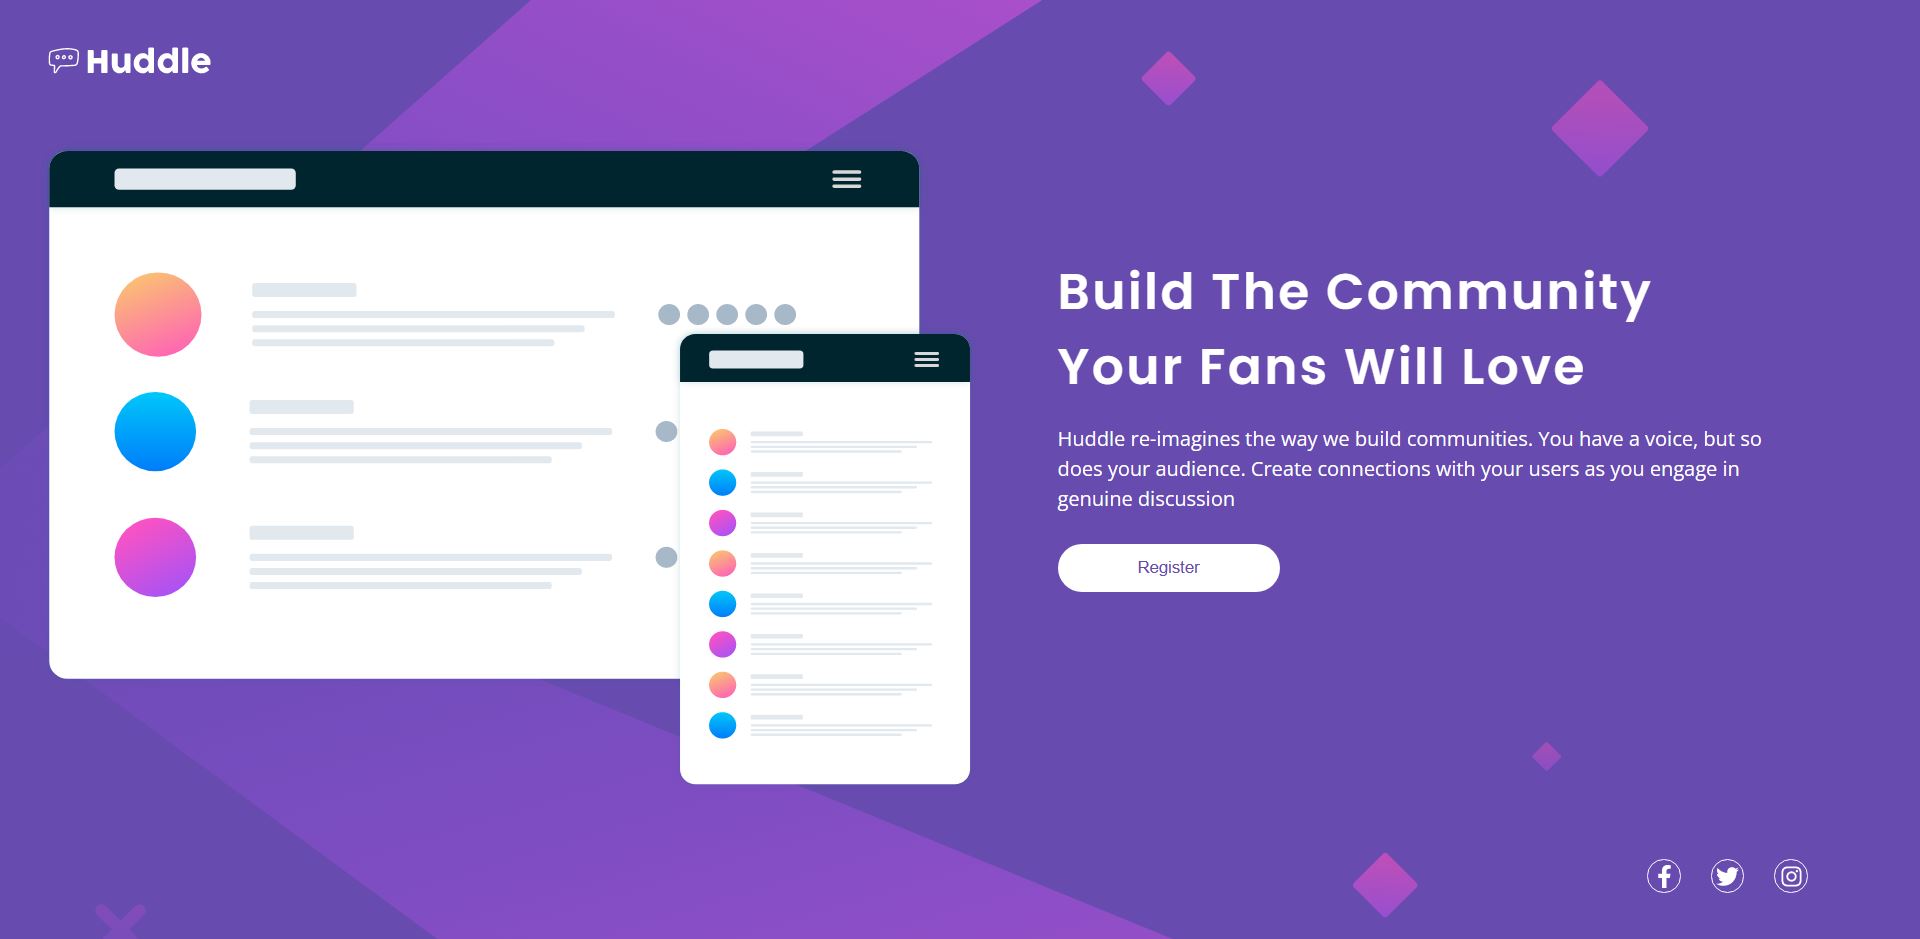 Huddle
Build The Community
Your Fans Will Love
Huddle re-imagines the way we build communities. You have a voice, but so
does your audience. Create connections with your users as you engage in
genuine discussion
Register